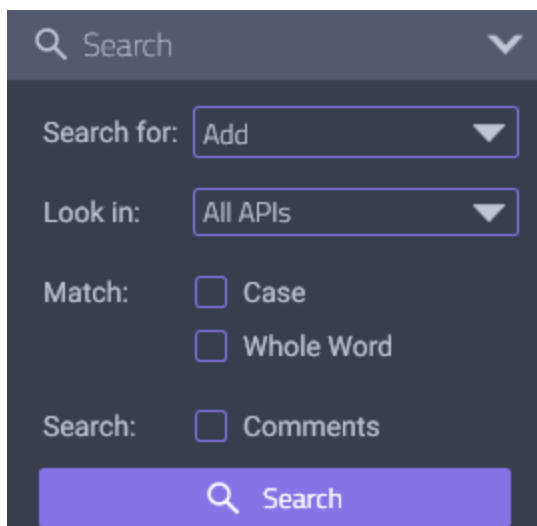 Search
Search for: Add
Look in: All APIs
Match: Case
Whole Word
Search: Comments
Search